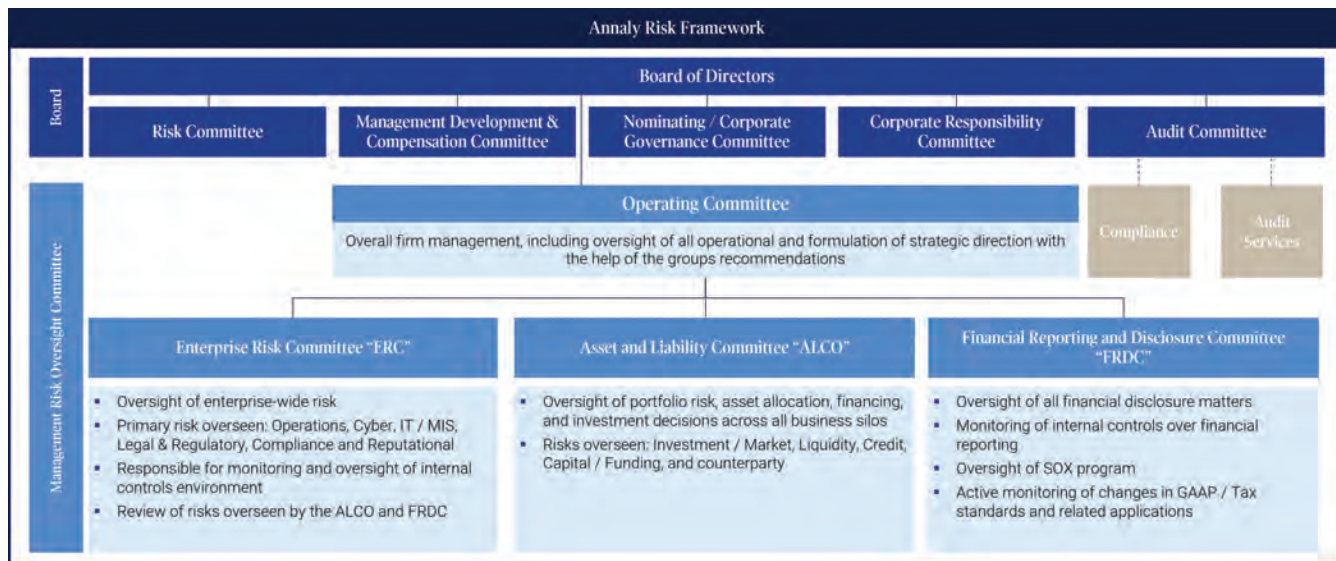 Annaly Risk Framework
Board
Board of Directors
Risk Committee
Management Development &
Compensation Committee
Nominating / Corporate
Governance Committee
Corporate Responsibility
Committee
Audit Committee
Management Risk Oversight Committee
Operating Committee
Overall firm management, including oversight of all operational and formulation of strategic direction with
the help of the groups recommendations
Compliance
Audit
Services
Enterprise Risk Committee "ERC"
▪ Oversight of enterprise-wide risk
▪ Primary risk overseen: Operations, Cyber, IT / MIS,
Legal & Regulatory, Compliance and Reputational
▪ Responsible for monitoring and oversight of internal
controls environment
▪ Review of risks overseen by the ALCO and FRDC
Asset and Liability Committee "ALCO"
▪ Oversight of portfolio risk, asset allocation, financing,
and investment decisions across all business silos
▪ Risks overseen: Investment / Market, Liquidity, Credit,
Capital / Funding, and counterparty
Financial Reporting and Disclosure Committee
"FRDC"
▪ Oversight of all financial disclosure matters
▪ Monitoring of internal controls over financial
reporting
▪ Oversight of SOX program
▪ Active monitoring of changes in GAAP / Tax
standards and related applications